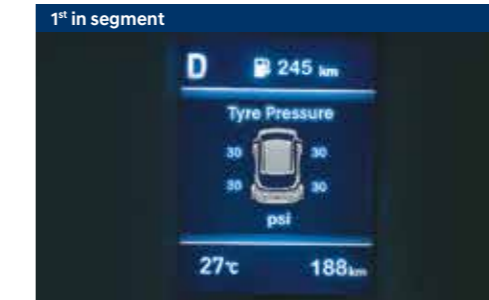 1st in segment
D 245 km
Tyre Pressure
30 30
30 30
psi
27℃ 188km